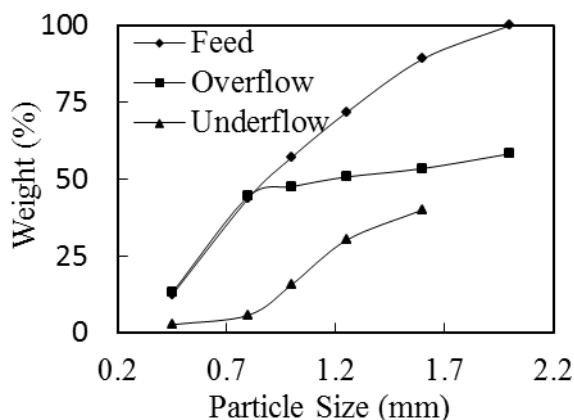 100
75
50
25
0
Weight (%)
Feed
Overflow
Underflow
0.2 0.7 1.2 1.7 2.2
Particle Size (mm)